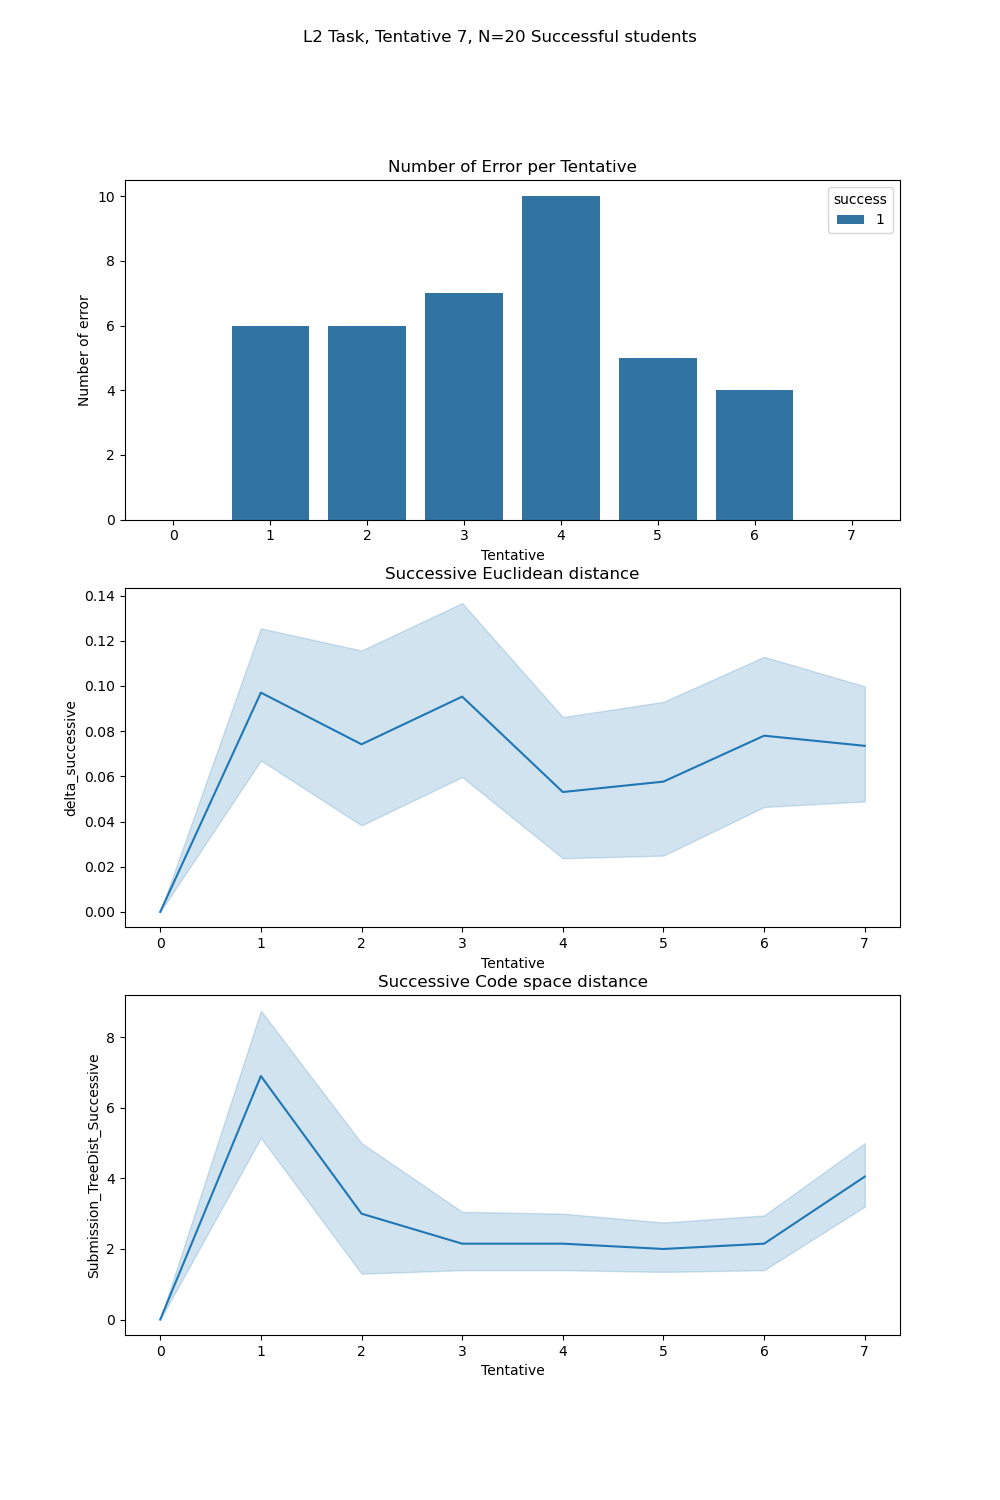 L2 Task, Tentative 7, N=20 Successful students
Number of Error per Tentative
success
1
Number of error
10
8
6
4
2
0
0 1 2 3 4 5 6 7
Tentative
Successive Euclidean distance
delta_successive
0.14
0.12
0.10
0.08
0.06
0.04
0.02
0.00
0 1 2 3 4 5 6 7
Tentative
Successive Code space distance
Submission_TreeDist_Successive
8
6
4
2
0
0 1 2 3 4 5 6 7
Tentative